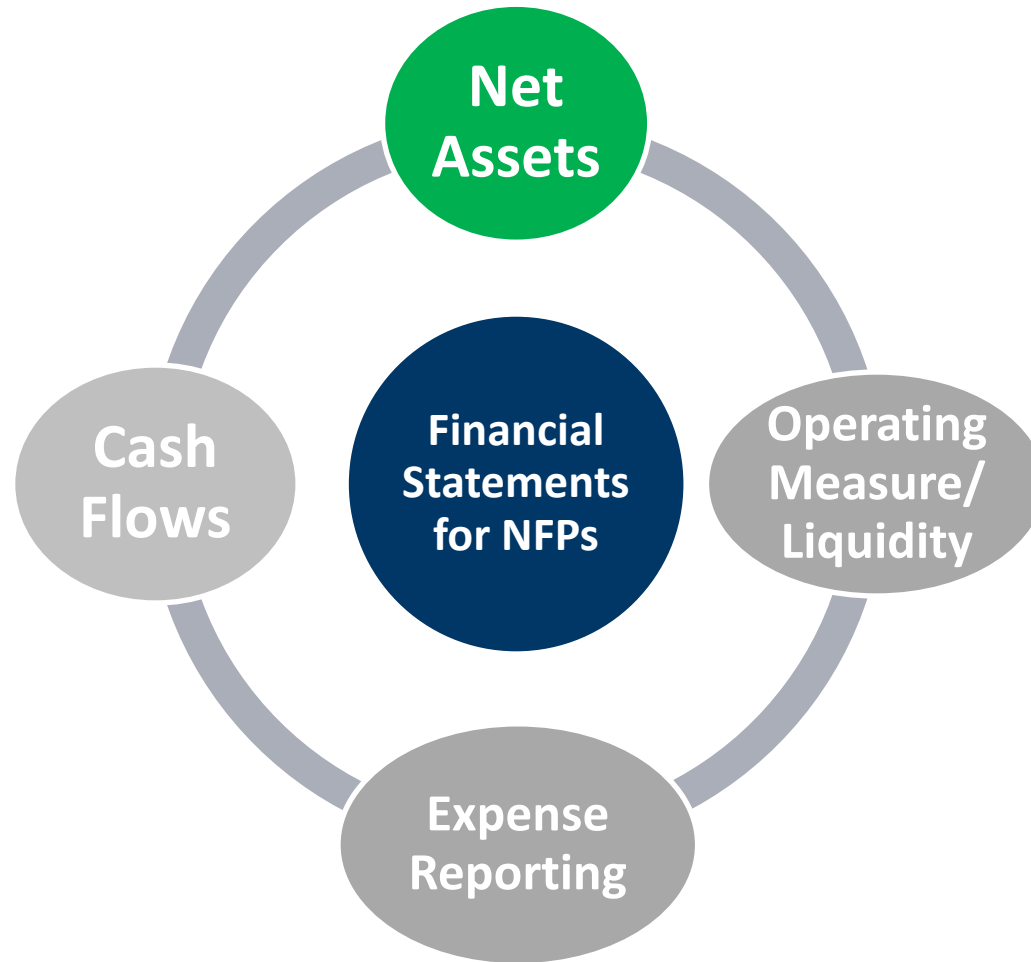 Net
Assets
Cash
Flows
Financial
Statements
for NFPs
Operating
Measure/
Liquidity
Expense
Reporting